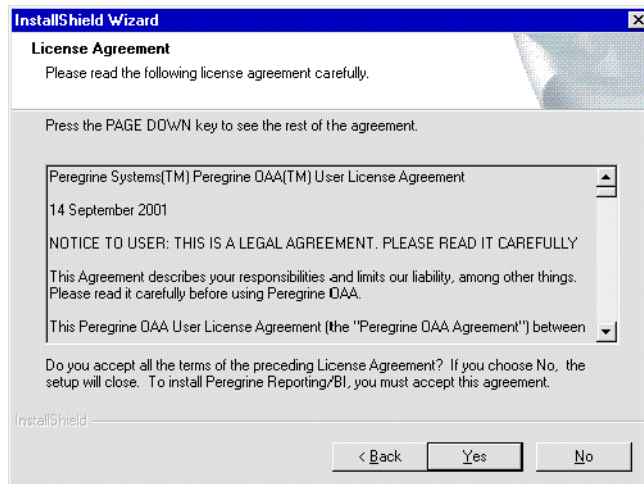 InstallShield Wizard
License Agreement
Please read the following license agreement carefully.
Press the PAGE DOWN key to see the rest of the agreement.
Peregrine Systems(TM) Peregrine OAA(TM) User License Agreement
14 September 2001
NOTICE TO USER: THIS IS A LEGAL AGREEMENT. PLEASE READ IT CAREFULLY
This Agreement describes your responsibilities and limits our liability, among other things.
Please read it carefully before using Peregrine OAA.
This Peregrine OAA User License Agreement (the "Peregrine OAA Agreement") between
Do you accept all the terms of the preceding License Agreement? If you choose No, the
setup will close. To install Peregrine Reporting/BI, you must accept this agreement.
InstallShield
< Back Yes No